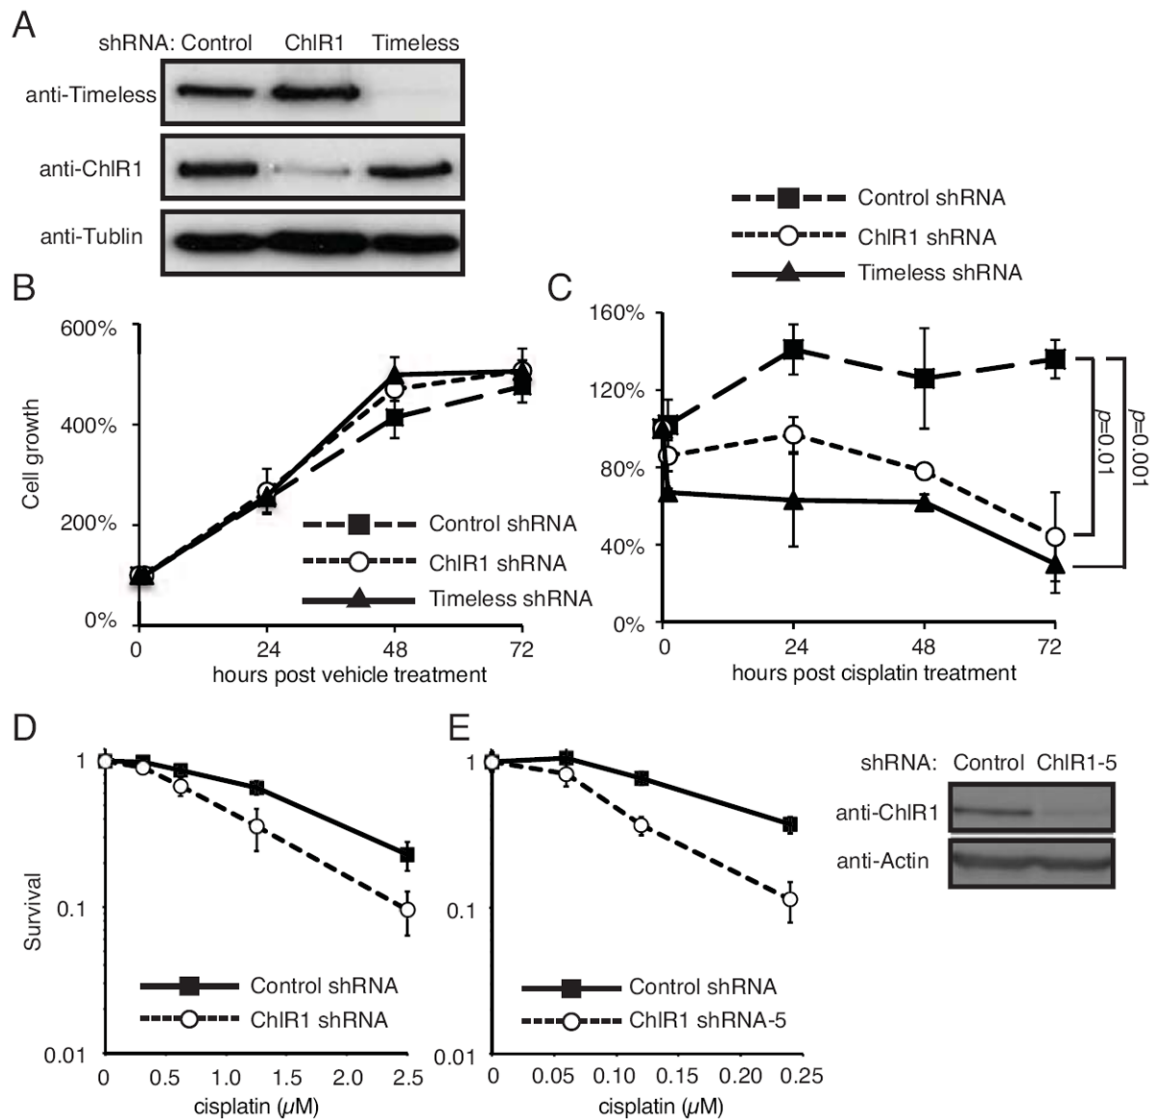 A
shRNA: Control ChlR1 Timeless
anti-Timeless
anti-ChlR1
anti-Tublin
B
Cell growth
600%
400%
200%
0%
0 24 48 72
hours post vehicle treatment
Control shRNA
ChlR1 shRNA
Timeless shRNA
C
Control shRNA
ChlR1 shRNA
Timeless shRNA
160%
120%
80%
40%
0%
0 24 48 72
hours post cisplatin treatment
p=0.01
p=0.001
D
Survival
1
0.1
0.01
0 0.5 1.0 1.5 2.0 2.5
cisplatin (µM)
Control shRNA
ChlR1 shRNA
E
1
0.1
0.01
0 0.05 0.10 0.15 0.20 0.25
cisplatin (µM)
Control shRNA
ChlR1 shRNA-5
shRNA: Control ChlR1-5
anti-ChlR1
anti-Actin